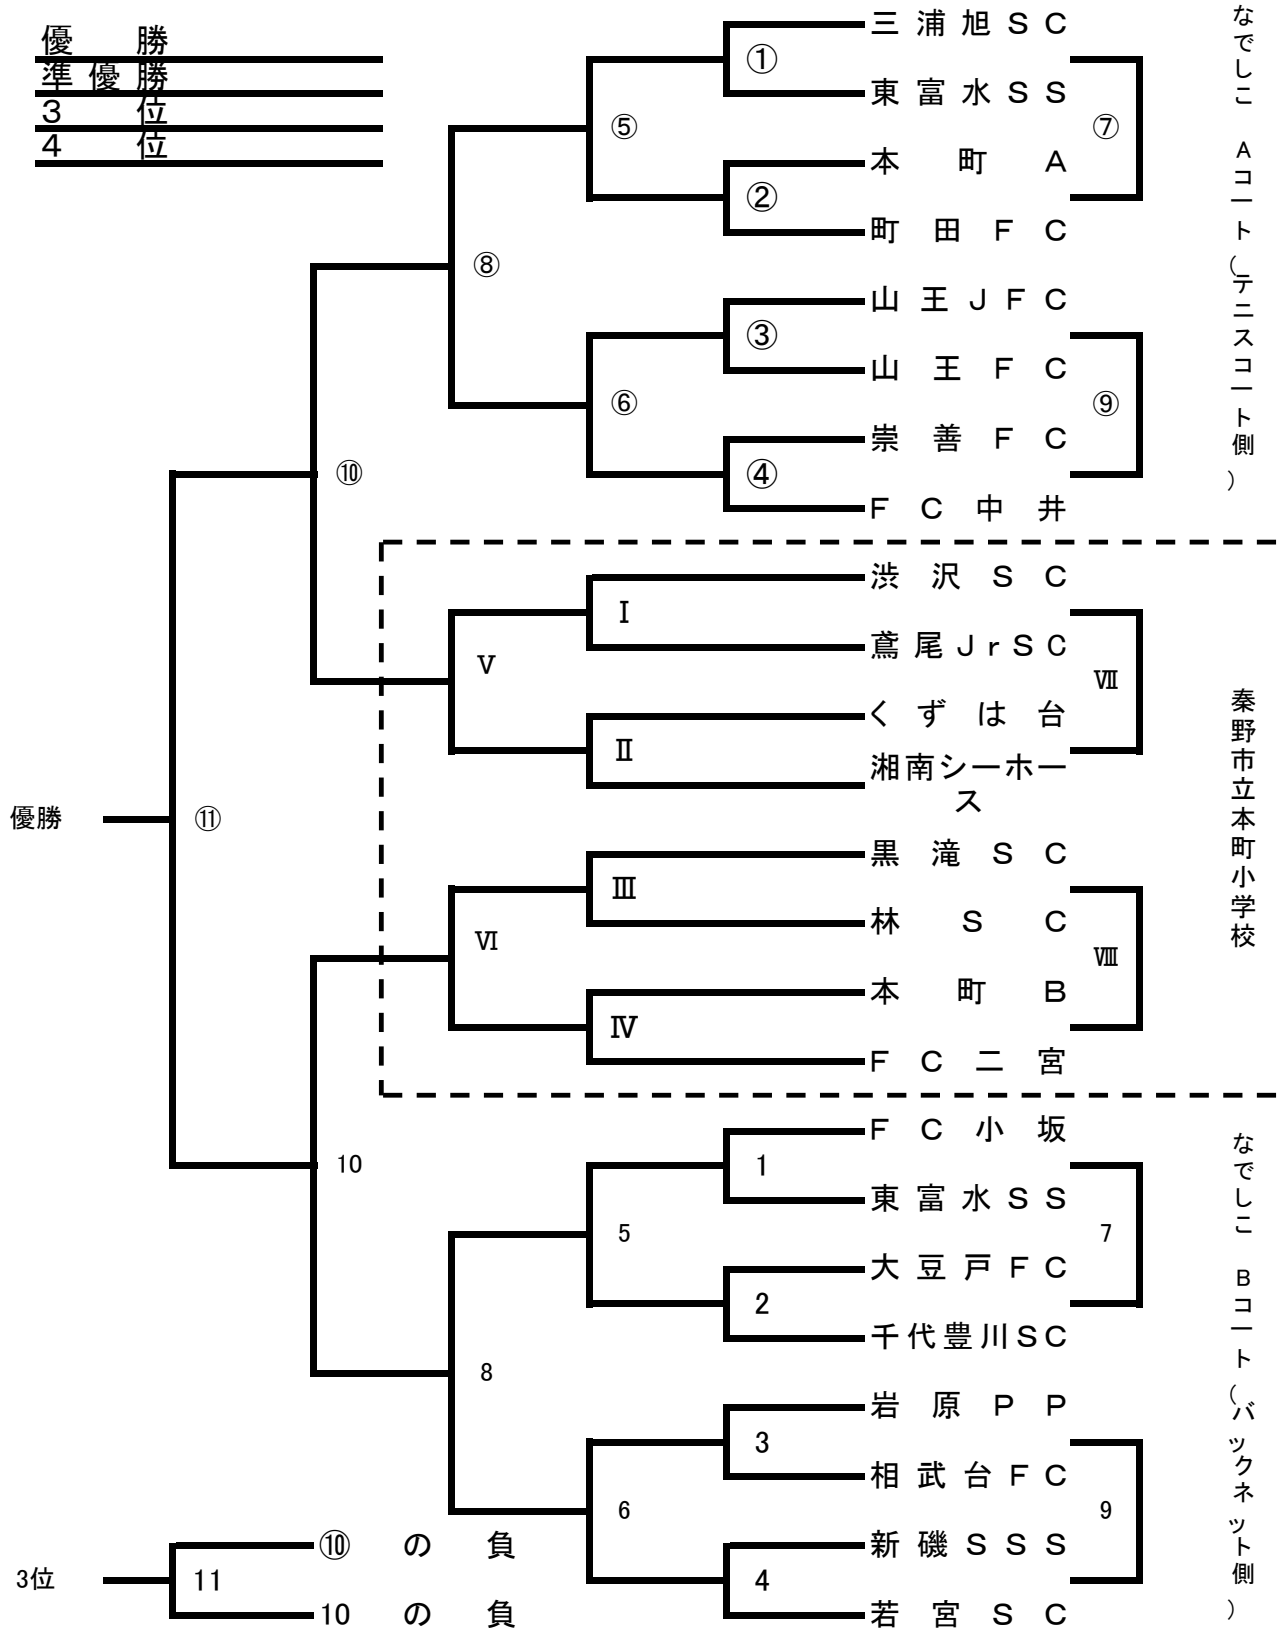 優勝
準優勝
3位
4位
三浦旭SC
①
東富水SS
⑤
⑦
本町A
②
町田FC
⑧
山王JFC
③
山王FC
⑥
⑨
崇善FC
④
⑩
FC中井
なでしこ Aコート(テニスコート側)
渋沢SC
Ⅰ
鳶尾JrSC
Ⅴ
Ⅶ
くずは台
Ⅱ
湘南シーホー
ス
優勝
⑪
黒滝SC
Ⅲ
林SC
Ⅵ
Ⅷ
本町B
Ⅳ
FC二宮
秦野市立本町小学校
FC小坂
10
1
東富水SS
5
7
大豆戸FC
2
千代豊川SC
8
岩原PP
3
相武台FC
6
9
新磯SSS
4
若宮SC
なでしこ Bコート(バックネット側)
⑩の負
3位
11
10の負